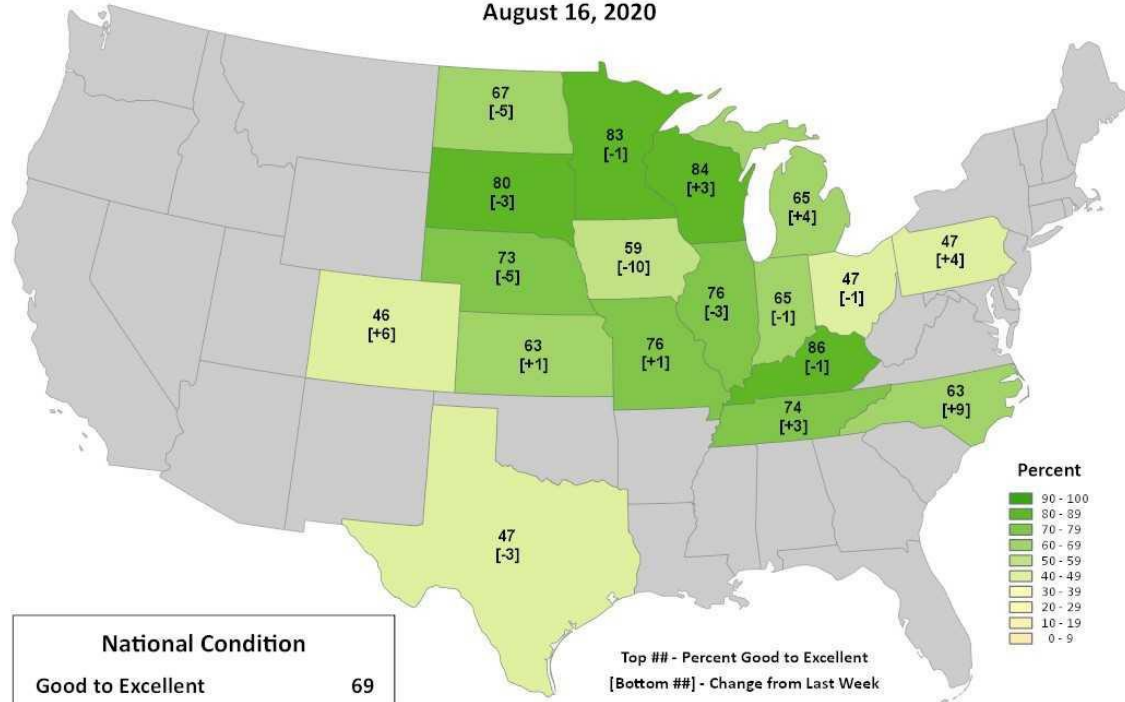 August 16, 2020
67
[-5]
83
[-1]
84
[+3]
80
[-3]
65
[+4]
59
[-10]
47
[+4]
73
[-5]
76
[-3]
65
[-1]
47
[-1]
46
[+6]
63
[+1]
76
[+1]
86
[-1]
74
[+3]
63
[+9]
47
[-3]
Percent
90 - 100
80 - 89
70 - 79
60 - 69
50 - 59
40 - 49
30 - 39
20 - 29
10 - 19
0 - 9
National Condition
Good to Excellent 69
Top ## - Percent Good to Excellent
[Bottom ##] - Change from Last Week